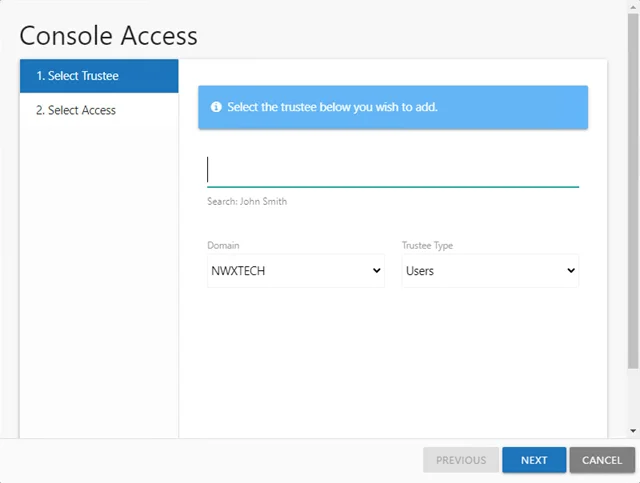 Console Access
1. Select Trustee
2. Select Access
Select the trustee below you wish to add.
Search: John Smith
Domain
NWXTECH
Trustee Type
Users
PREVIOUS
NEXT
CANCEL